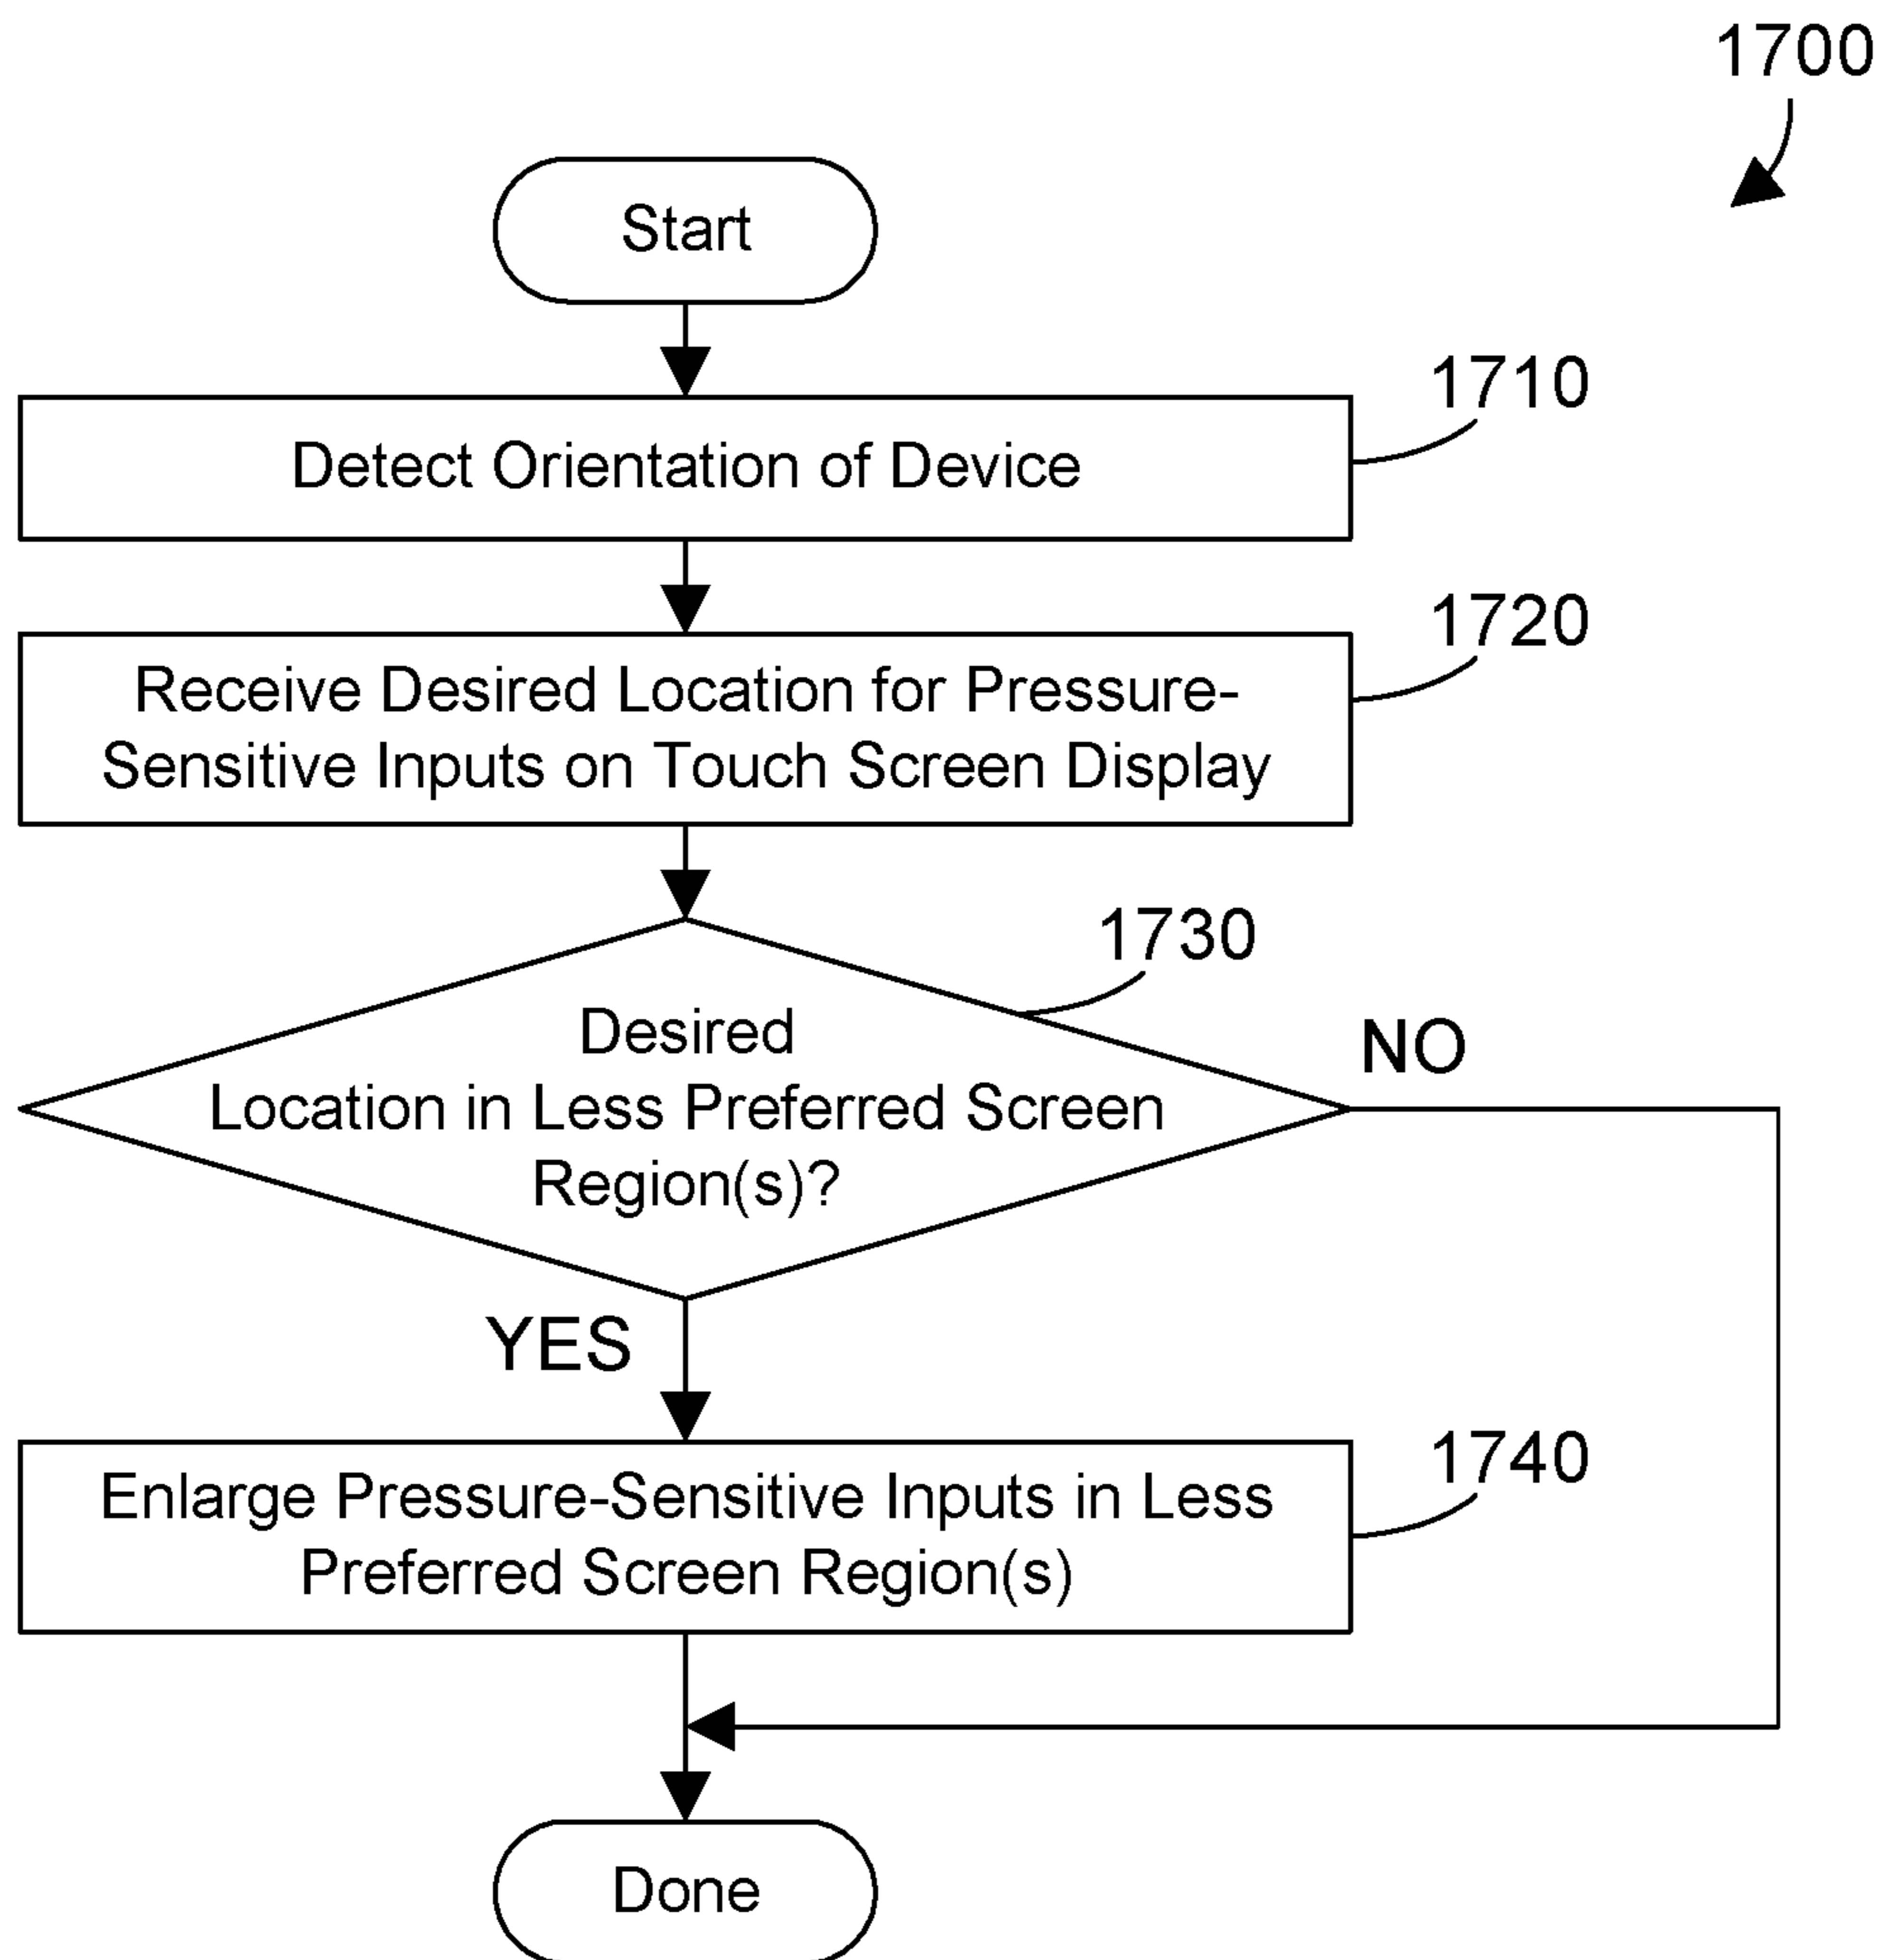 1700
Start
1710
Detect Orientation of Device
1720
Receive Desired Location for Pressure-
Sensitive Inputs on Touch Screen Display
1730
Desired
Location in Less Preferred Screen
Region(s)?
NO
YES
1740
Enlarge Pressure-Sensitive Inputs in Less
Preferred Screen Region(s)
Done